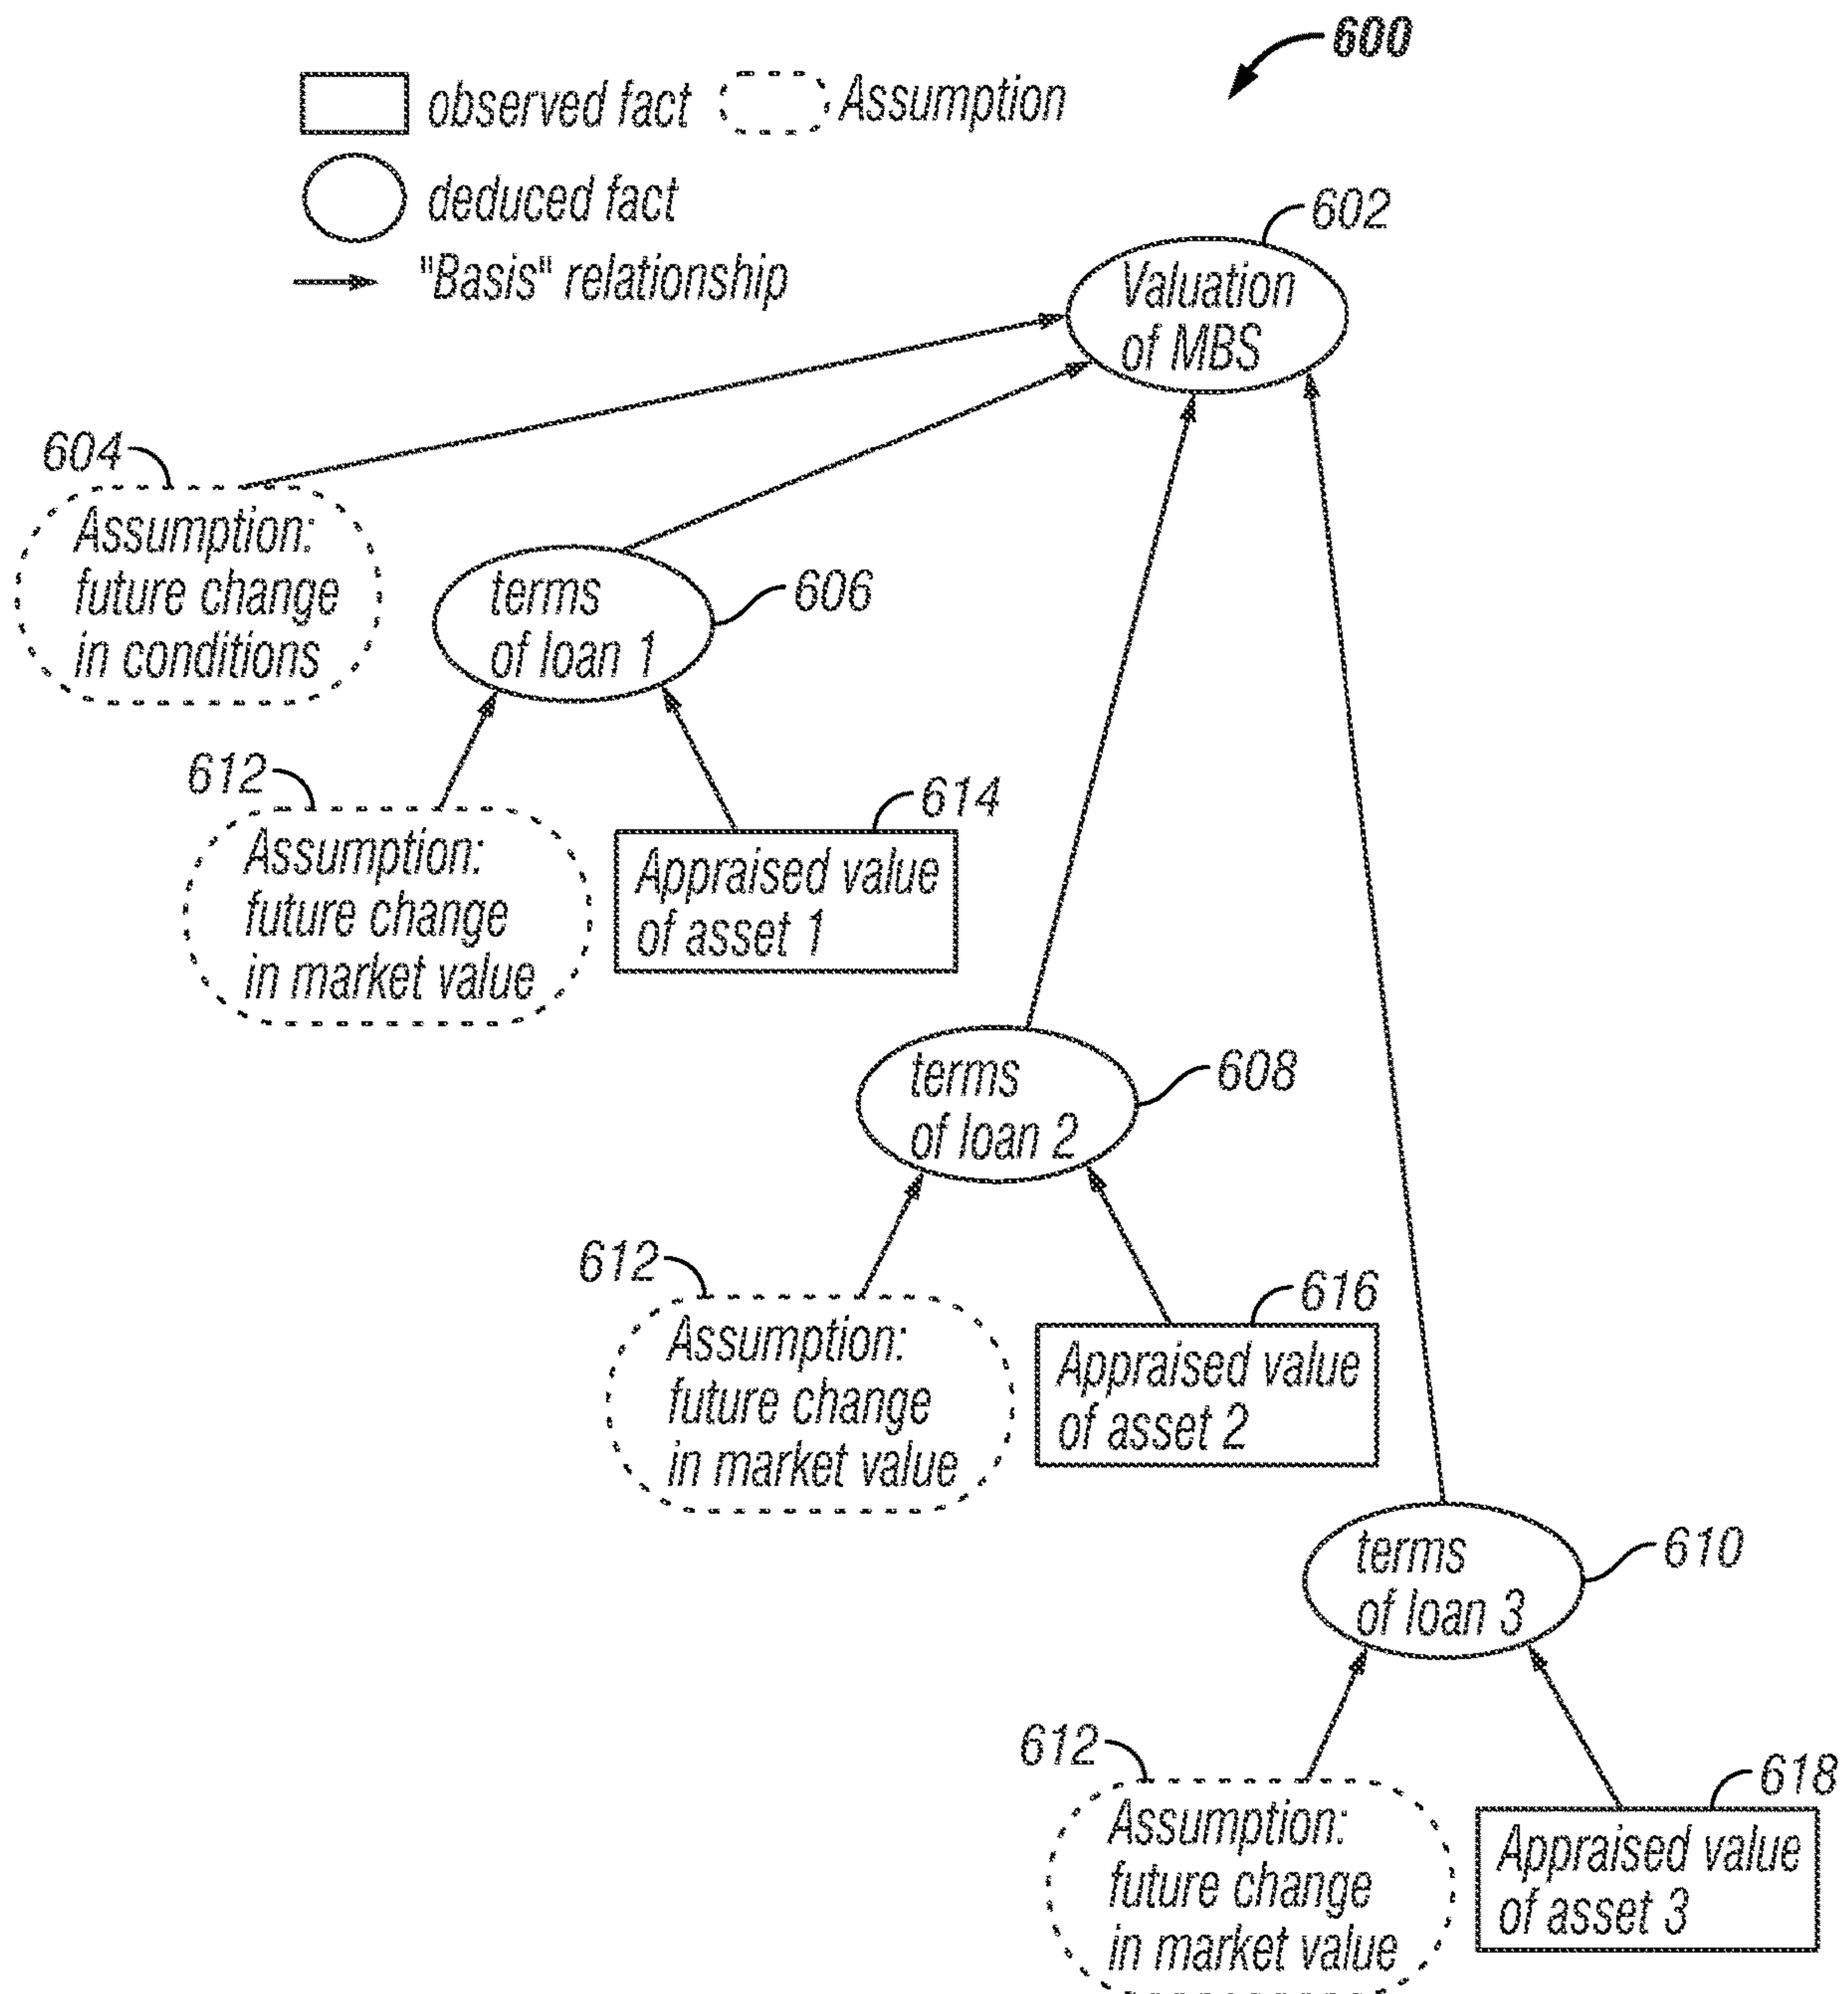 600
observed fact
Assumption
deduced fact
"Basis" relationship
602
Valuation
of MBS
604
Assumption:
future change
in conditions
terms
of loan 1
606
612
Assumption:
future change
in market value
614
Appraised value
of asset 1
terms
of loan 2
608
612
Assumption:
future change
in market value
616
Appraised value
of asset 2
terms
of loan 3
610
612
Assumption:
future change
in market value
618
Appraised value
of asset 3